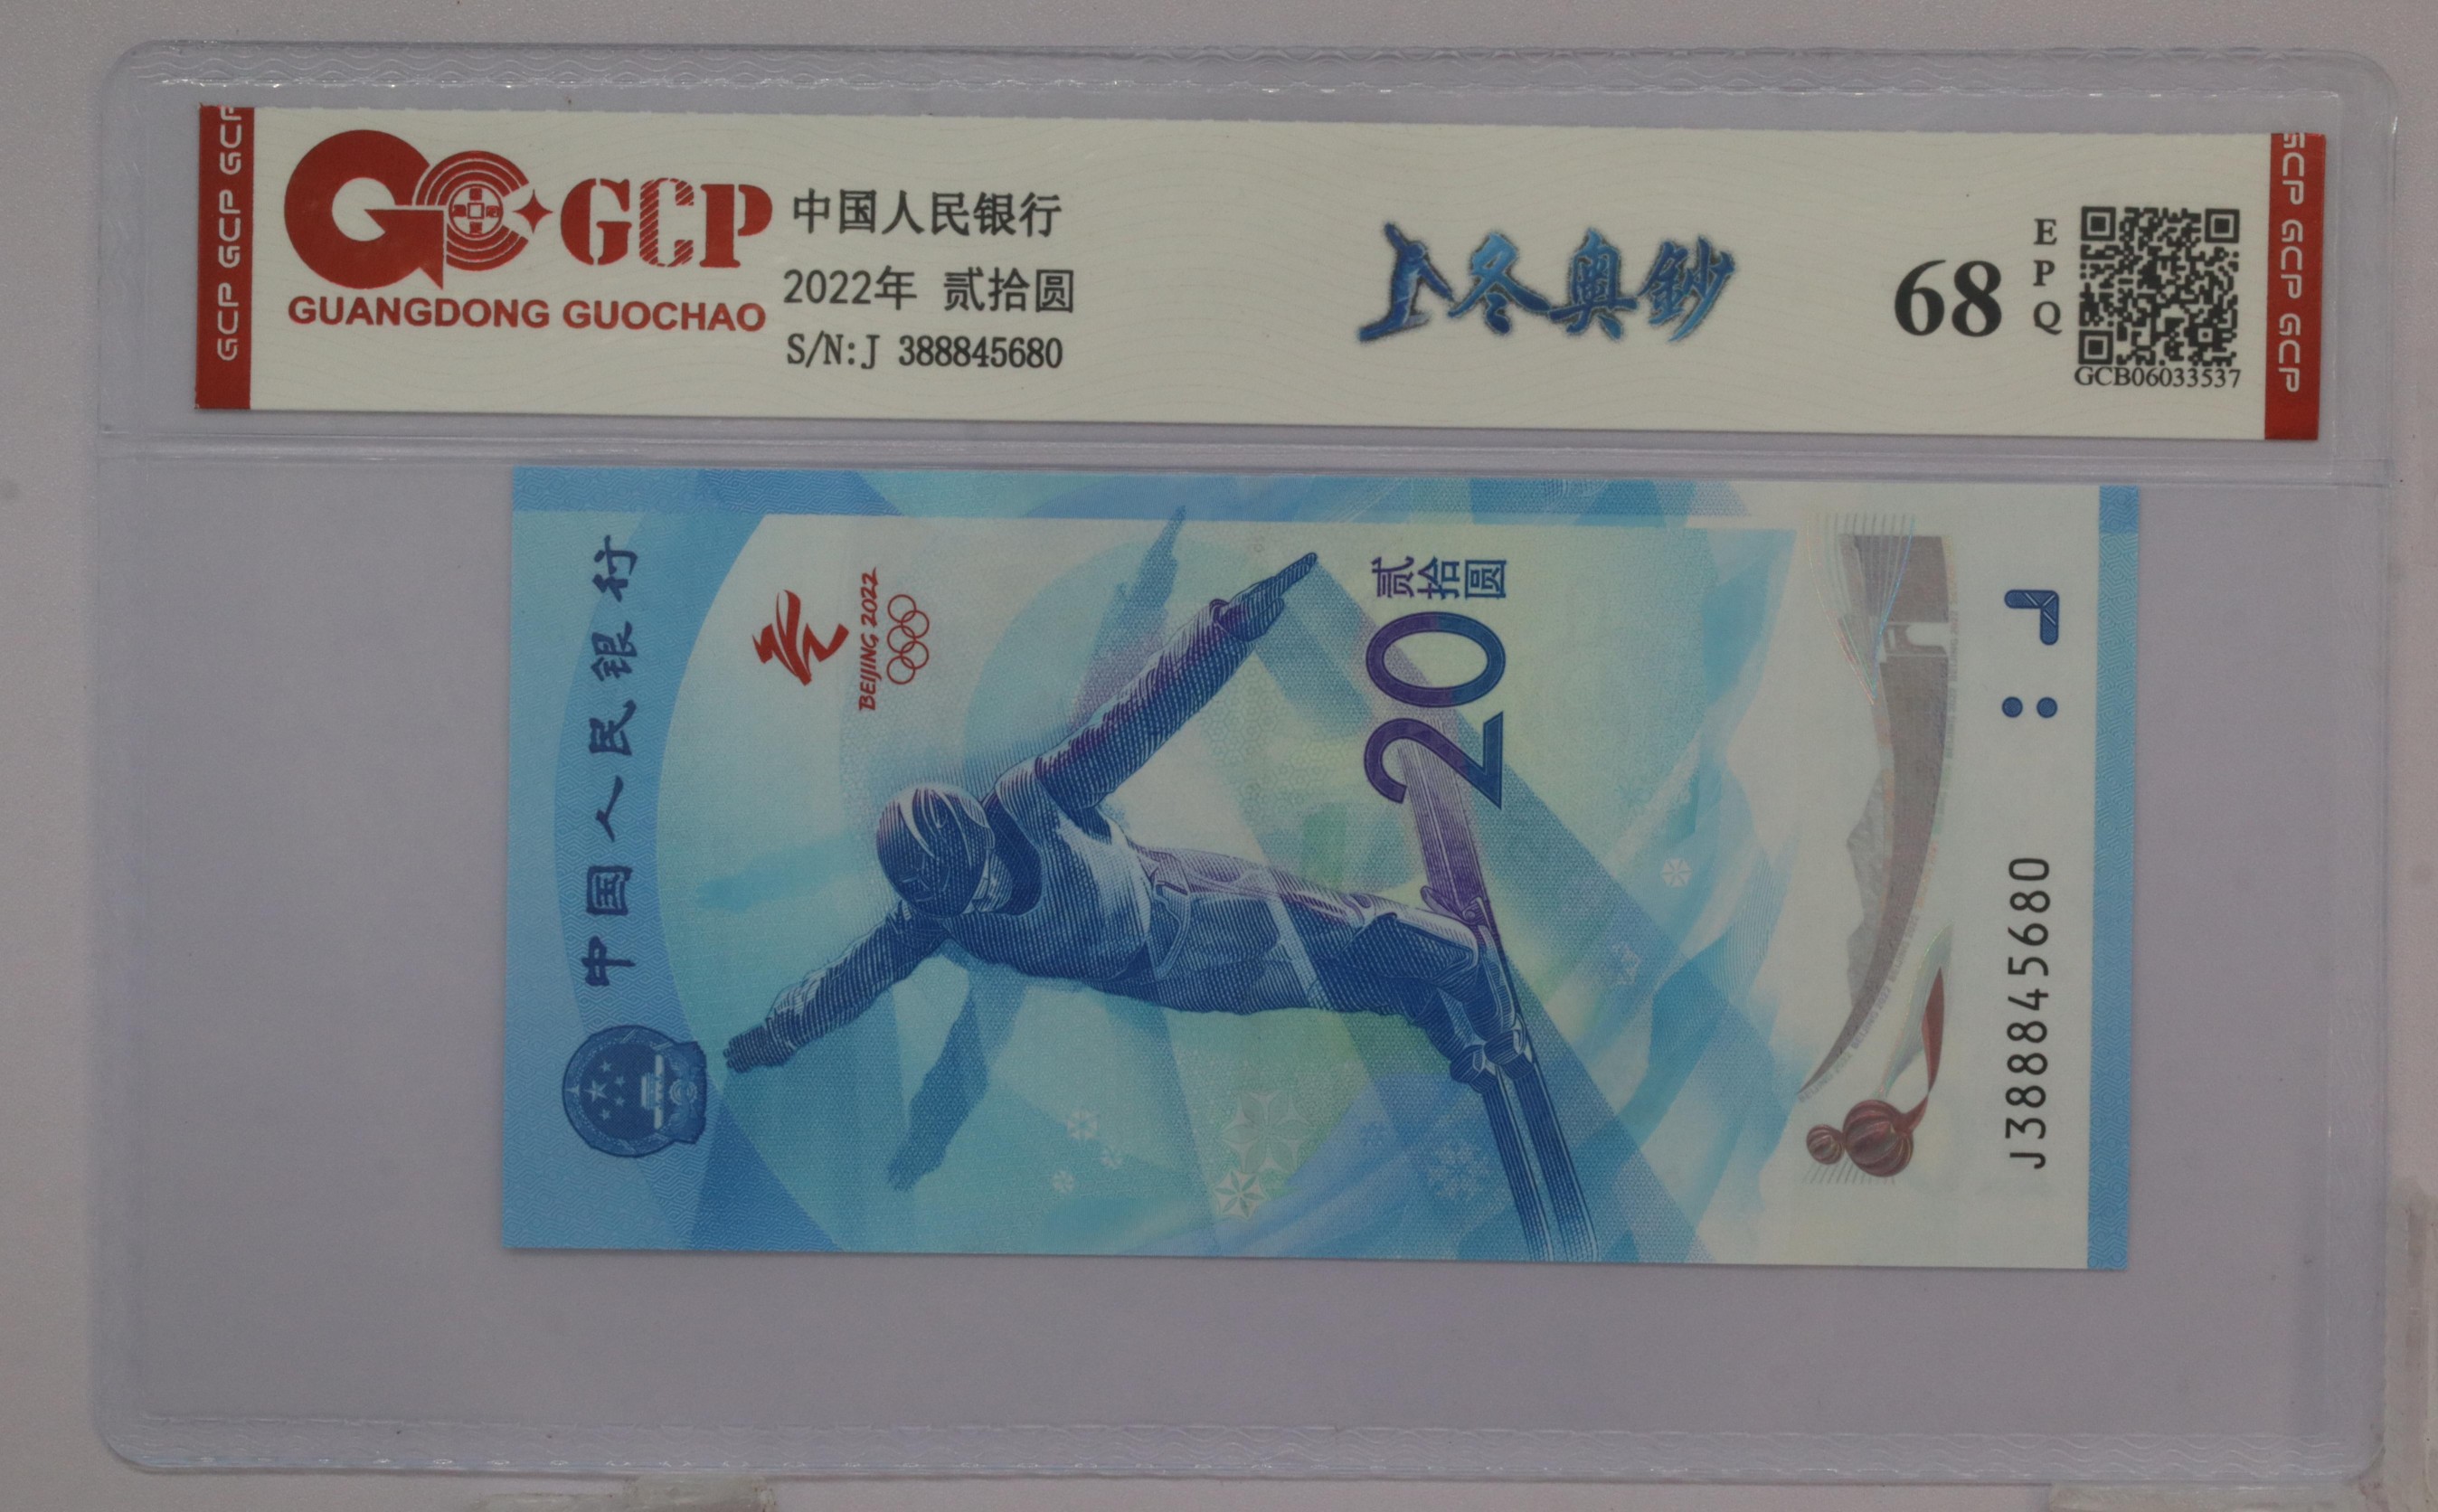 GCP GCP GCP
GCP
GUANGDONG GUOCHAO
中国人民银行
2022年 贰拾圆
S/N:J 388845680
冬奥鈔
68
EPQ
GCB06033537
GCP GCP GCP
中国人民银行
BEIJING 2022
贰拾圆
20
J388845680